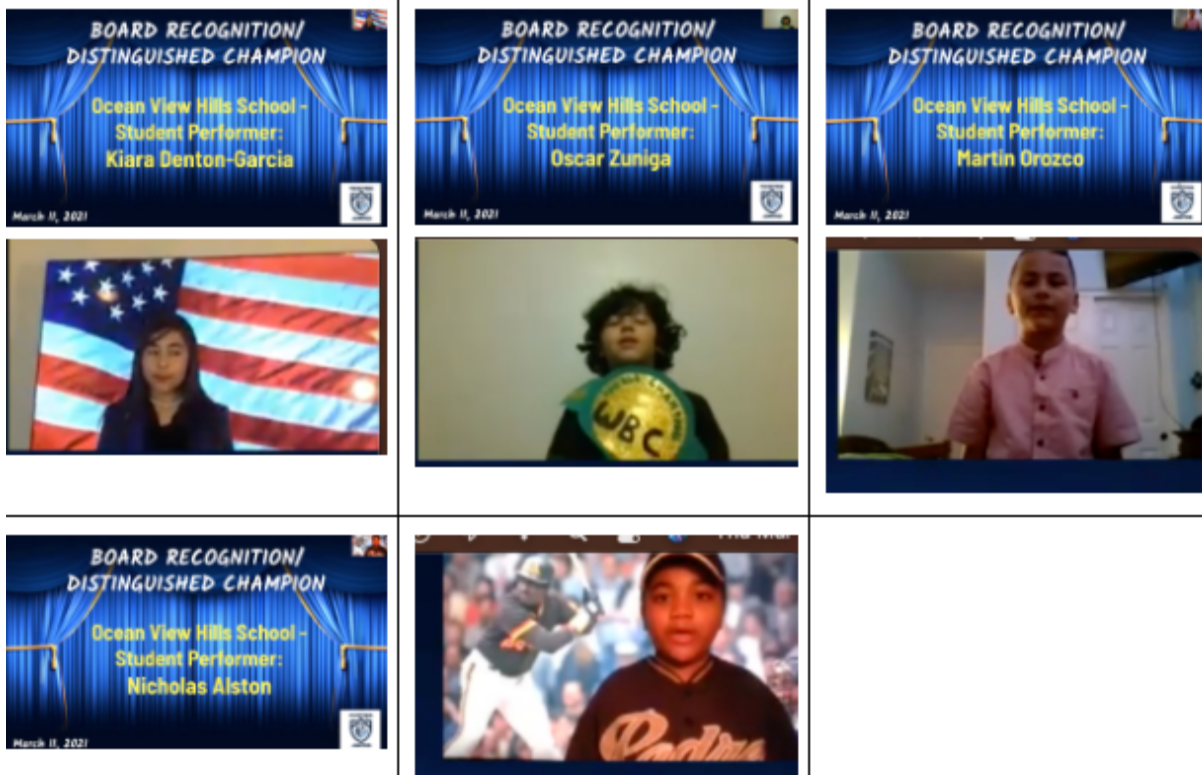 BOARD RECOGNITION/
DISTINGUISHED CHAMPION
Ocean View Hills School -
Student Performer:
Kiara Denton-Garcia
March 11, 2021
BOARD RECOGNITION/
DISTINGUISHED CHAMPION
Ocean View Hills School -
Student Performer:
Oscar Zuniga
March 11, 2021
BOARD RECOGNITION/
DISTINGUISHED CHAMPION
Ocean View Hills School -
Student Performer:
Martin Orozco
March 11, 2021
WBC
BOARD RECOGNITION/
DISTINGUISHED CHAMPION
Ocean View Hills School -
Student Performer:
Nicholas Alston
March 11, 2021
Padres